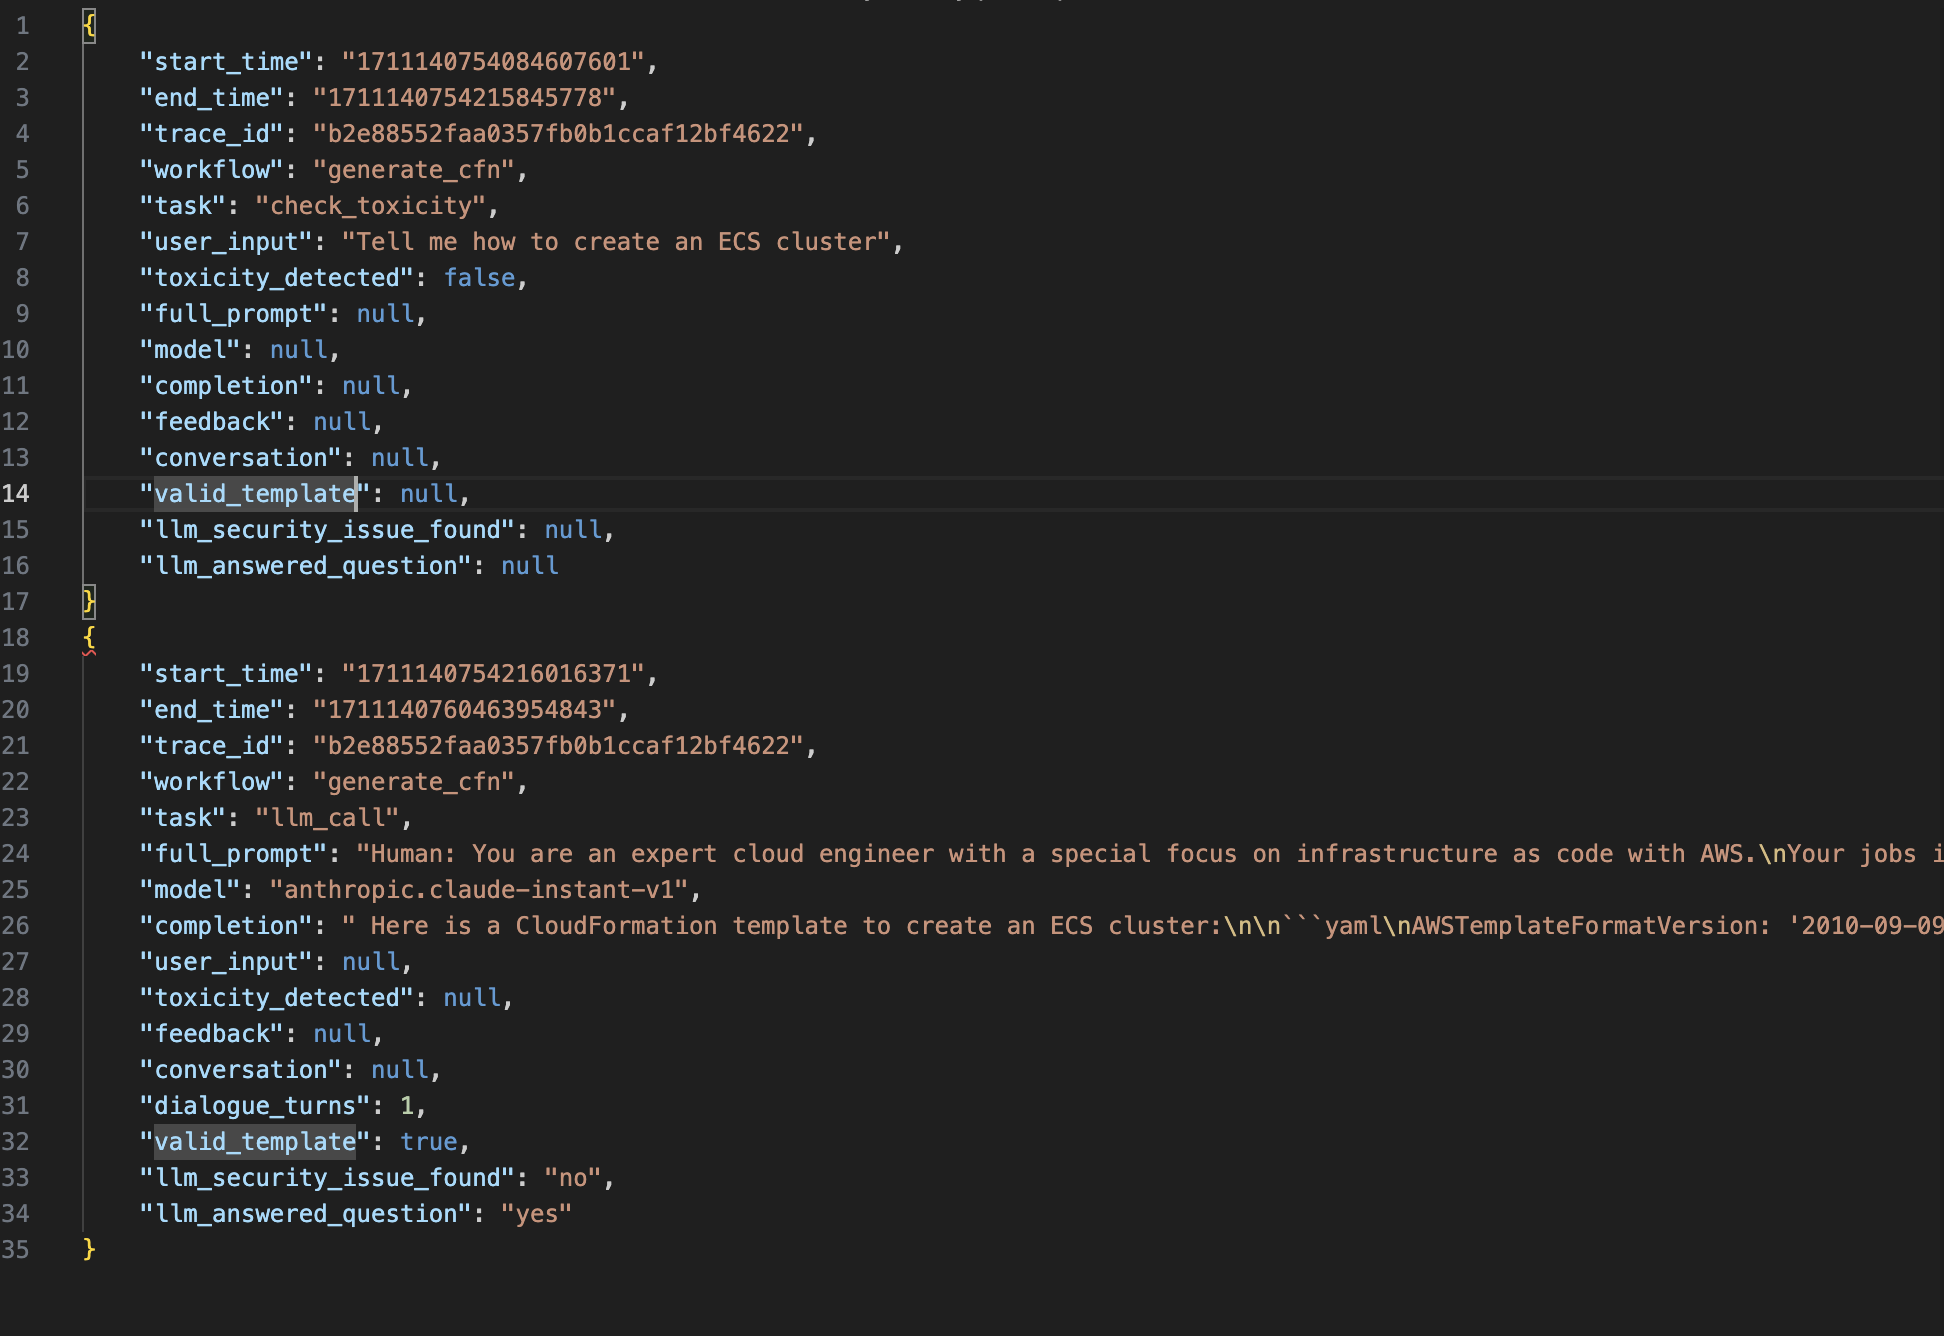 1 {
2 "start_time": "1711140754084607601",
3 "end_time": "1711140754215845778",
4 "trace_id": "b2e88552faa0357fb0b1ccaf12bf4622",
5 "workflow": "generate_cfn",
6 "task": "check_toxicity",
7 "user_input": "Tell me how to create an ECS cluster",
8 "toxicity_detected": false,
9 "full_prompt": null,
10 "model": null,
11 "completion": null,
12 "feedback": null,
13 "conversation": null,
14 "valid_template": null,
15 "llm_security_issue_found": null,
16 "llm_answered_question": null
17 }
18 {
19 "start_time": "1711140754216016371",
20 "end_time": "1711140760463954843",
21 "trace_id": "b2e88552faa0357fb0b1ccaf12bf4622",
22 "workflow": "generate_cfn",
23 "task": "llm_call",
24 "full_prompt": "Human: You are an expert cloud engineer with a special focus on infrastructure as code with AWS.\nYour jobs i
25 "model": "anthropic.claude-instant-v1",
26 "completion": " Here is a CloudFormation template to create an ECS cluster:\n\n```yaml\nAWSTemplateFormatVersion: '2010-09-09
27 "user_input": null,
28 "toxicity_detected": null,
29 "feedback": null,
30 "conversation": null,
31 "dialogue_turns": 1,
32 "valid_template": true,
33 "llm_security_issue_found": "no",
34 "llm_answered_question": "yes"
35 }